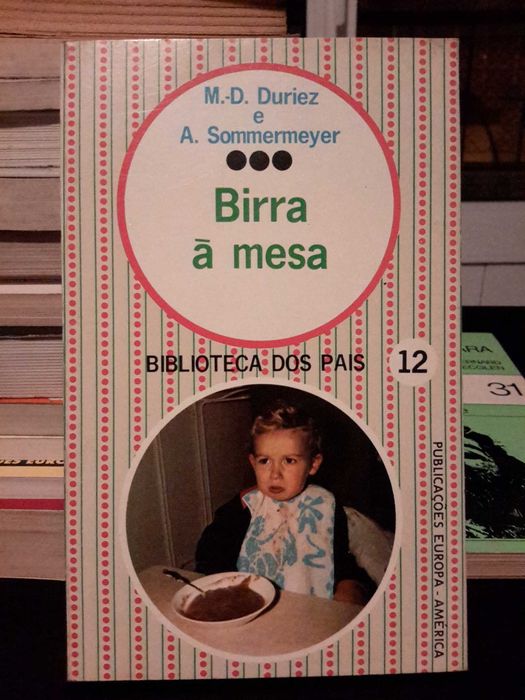 M.-D. Duriez
e
A. Sommermeyer
Birra
à mesa
BIBLIOTECA DOS PAIS 12
PUBLICAÇÕES EUROPA - AMÉRICA
31